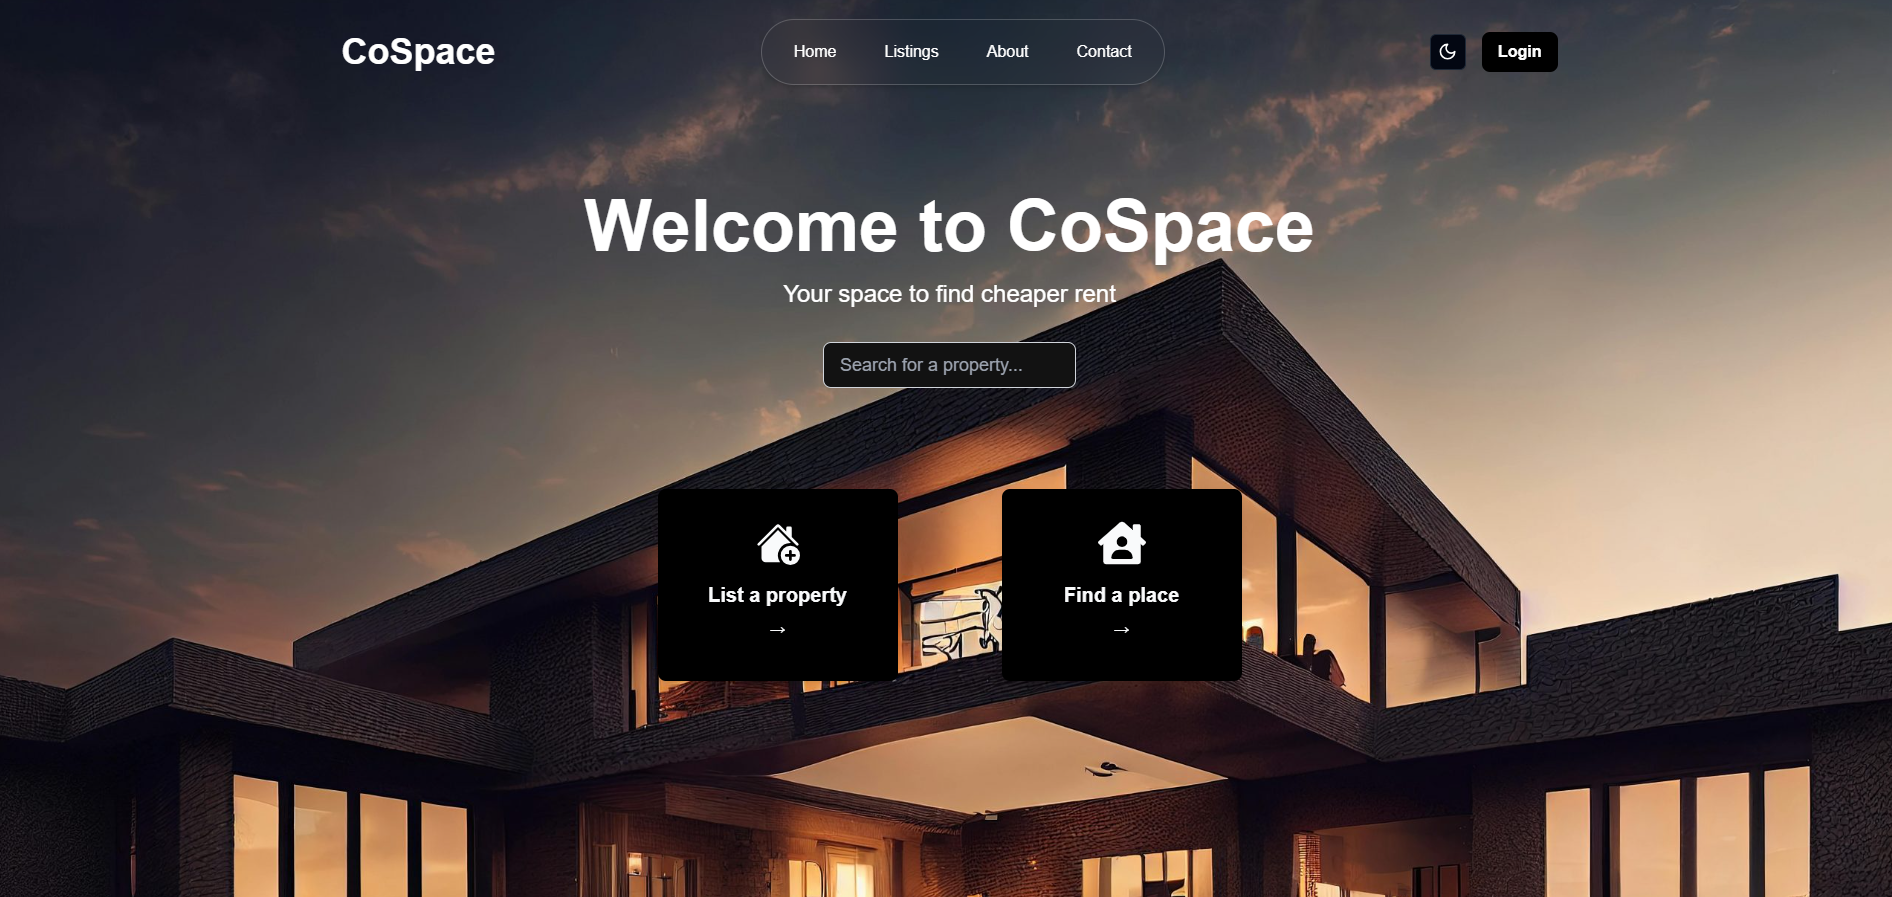 CoSpace
Home Listings About Contact
Login
Welcome to CoSpace
Your space to find cheaper rent
Search for a property...
List a property
→
Find a place
→